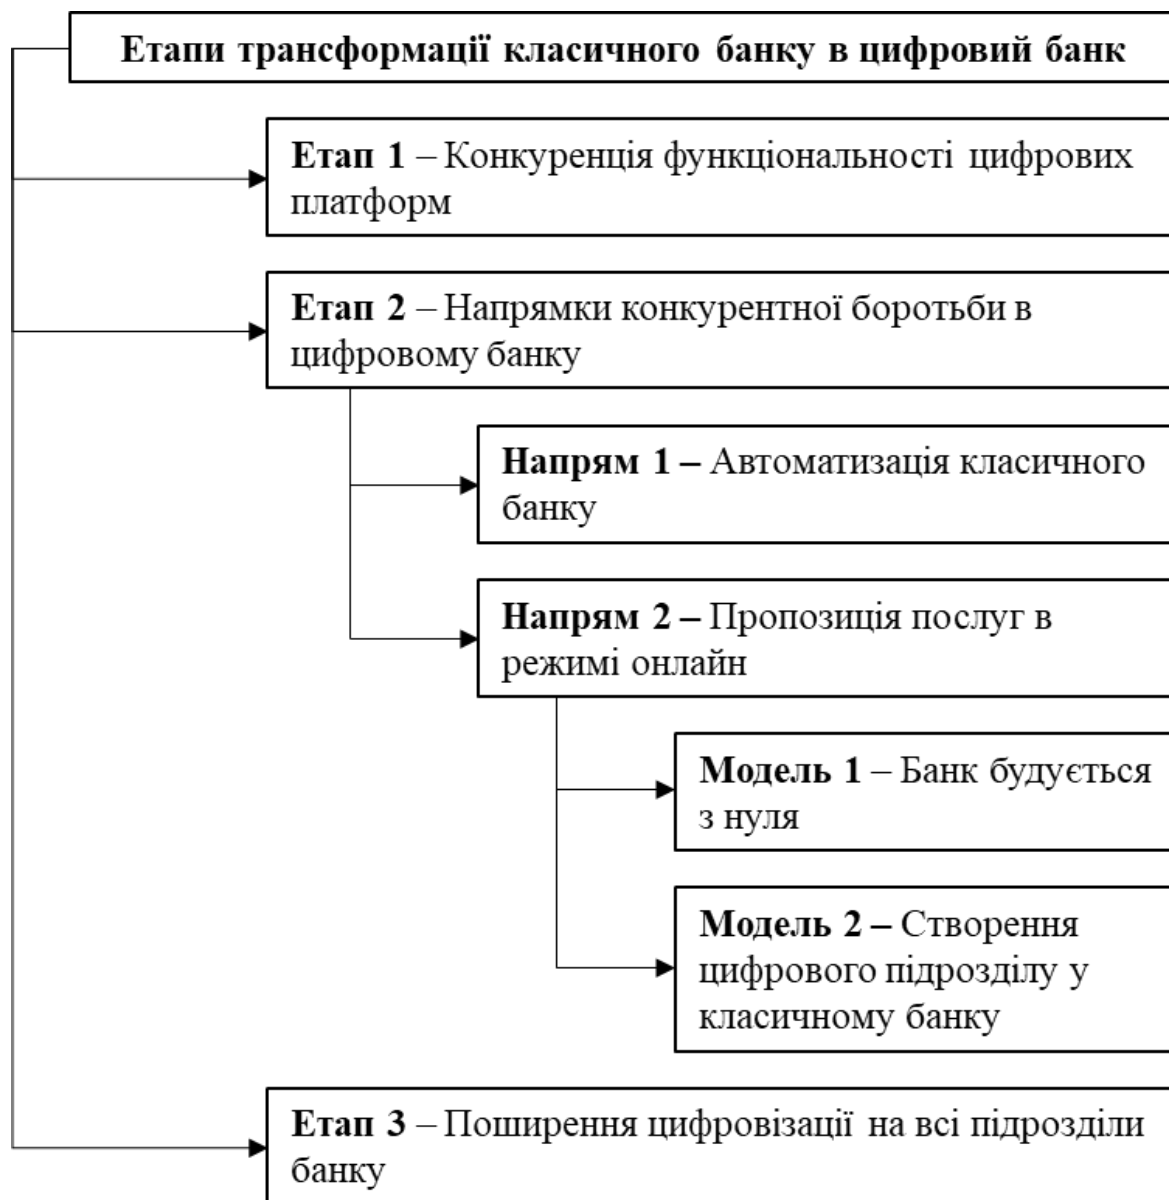 Етапи трансформації класичного банку в цифровий банк
Етап 1 – Конкуренція функціональності цифрових
платформ
Етап 2 – Напрямки конкурентної боротьби в
цифровому банку
Напрям 1 – Автоматизація класичного
банку
Напрям 2 – Пропозиція послуг в
режимі онлайн
Модель 1 – Банк будується
з нуля
Модель 2 – Створення
цифрового підрозділу у
класичному банку
Етап 3 – Поширення цифровізації на всі підрозділи
банку